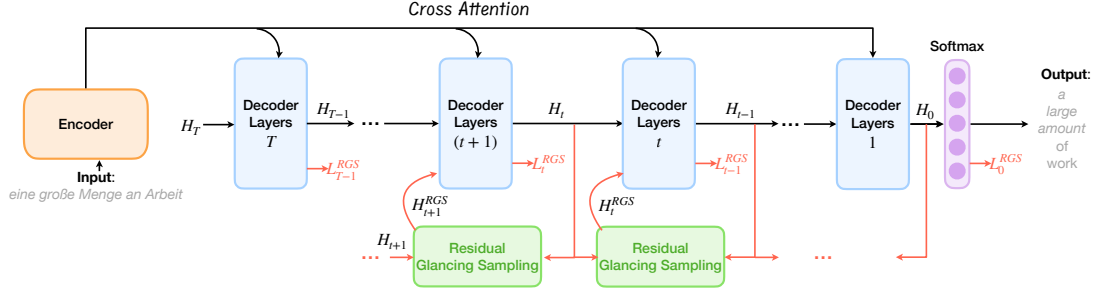 Cross Attention
Softmax
Encoder
Input:
eine große Menge an Arbeit
H_T
Decoder
Layers
T
H_{T-1}
...
L_{T-1}^{RGS}
Decoder
Layers
(t+1)
H_t
L_t^{RGS}
Decoder
Layers
t
H_{t-1}
...
L_{t-1}^{RGS}
Decoder
Layers
1
H_0
L_0^{RGS}
Output:
a
large
amount
of
work
H_{t+1}^{RGS}
H_t^{RGS}
...
H_{t+1}
Residual
Glancing Sampling
Residual
Glancing Sampling
...